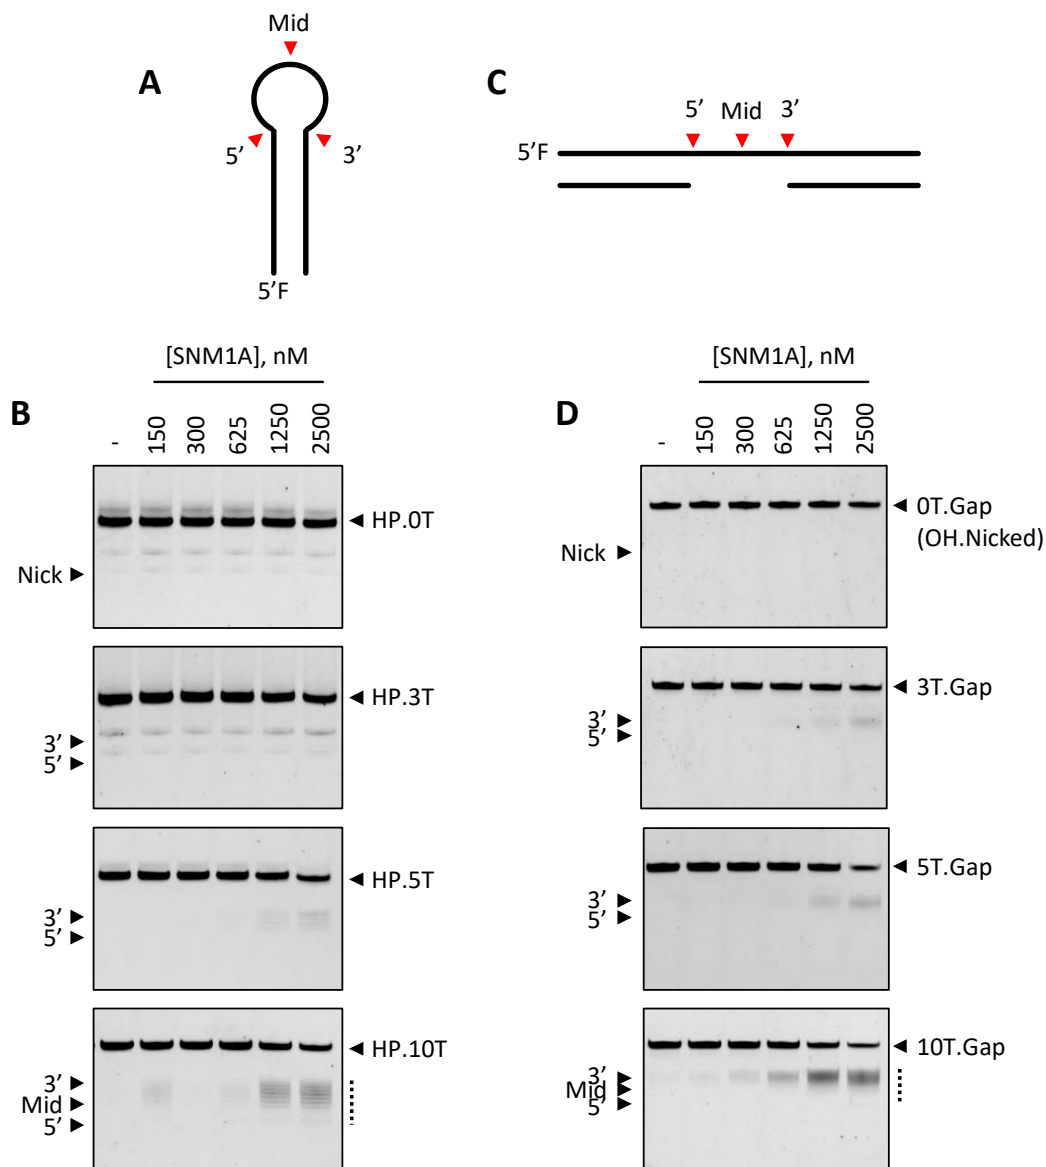 A
Mid
5’
3’
5’F
C
5’
Mid
3’
5’F
B
[SNM1A], nM
-
150
300
625
1250
2500
Nick
HP.0T
3’
5’
HP.3T
3’
5’
HP.5T
3’
Mid
5’
HP.10T
D
[SNM1A], nM
-
150
300
625
1250
2500
Nick
0T.Gap
(OH.Nicked)
3’
5’
3T.Gap
3’
5’
5T.Gap
3’
Mid
5’
10T.Gap